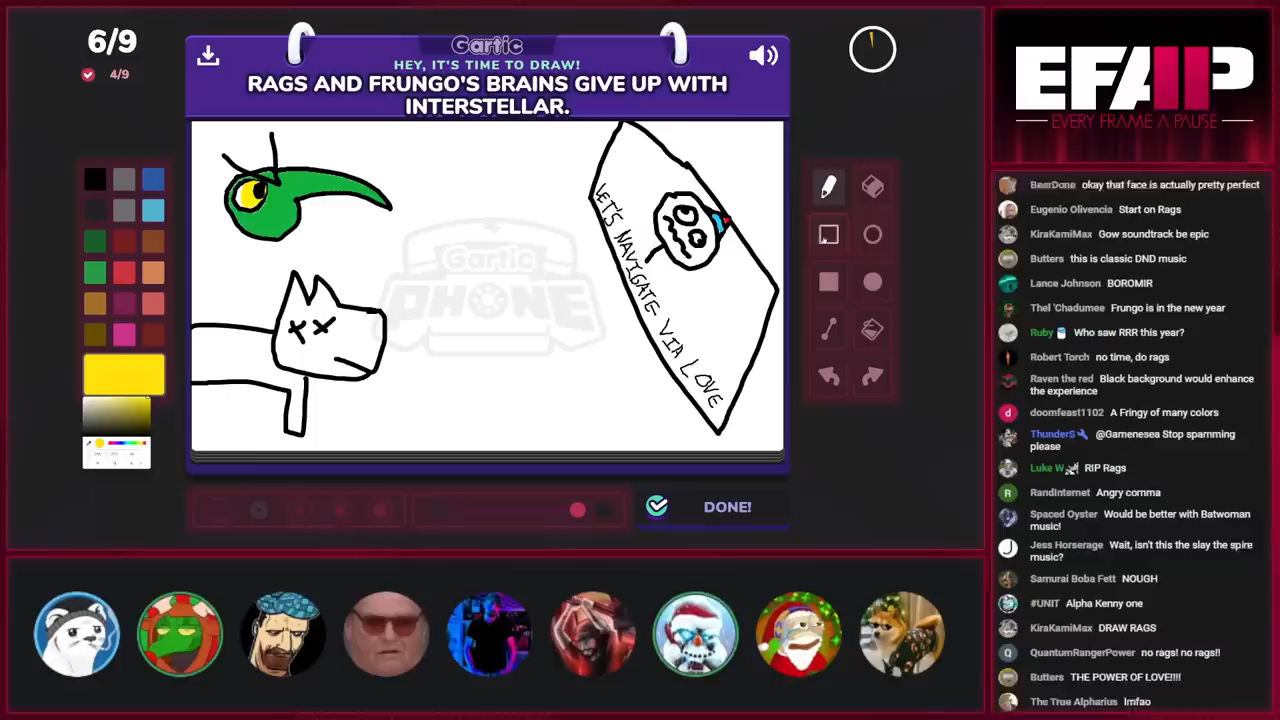 6/9
4/9
Gartic
HEY, IT'S TIME TO DRAW!
RAGS AND FRUNGO'S BRAINS GIVE UP WITH
INTERSTELLAR.
Gartic
PHONE
LET'S NAVIGATE VIA LOVE
DONE!
EFAP
EVERY FRAME A PAUSE
BeerDone okay that face is actually pretty perfect
Eugenio Olivencia Start on Rags
KiraKamiMax Gow soundtrack be epic
Butters this is classic DND music
Lance Johnson BOROMIR
Thel 'Chadumee Frungo is in the new year
Ruby Who saw RRR this year?
Robert Torch no time, do rags
Raven the red Black background would enhance
the experience
doomfeast1102 A Fringy of many colors
ThunderS @Gamenesea Stop spamming
please
Luke W RIP Rags
RandInternet Angry comma
Spaced Oyster Would be better with Batwoman
music!
Jess Horserage Wait, isn't this the slay the spire
music?
Samurai Boba Fett NOUGH
#UNIT Alpha Kenny one
KiraKamiMax DRAW RAGS
QuantumRangerPower no rags! no rags!!
Butters THE POWER OF LOVE!!!!
The True Alpharius lmfao